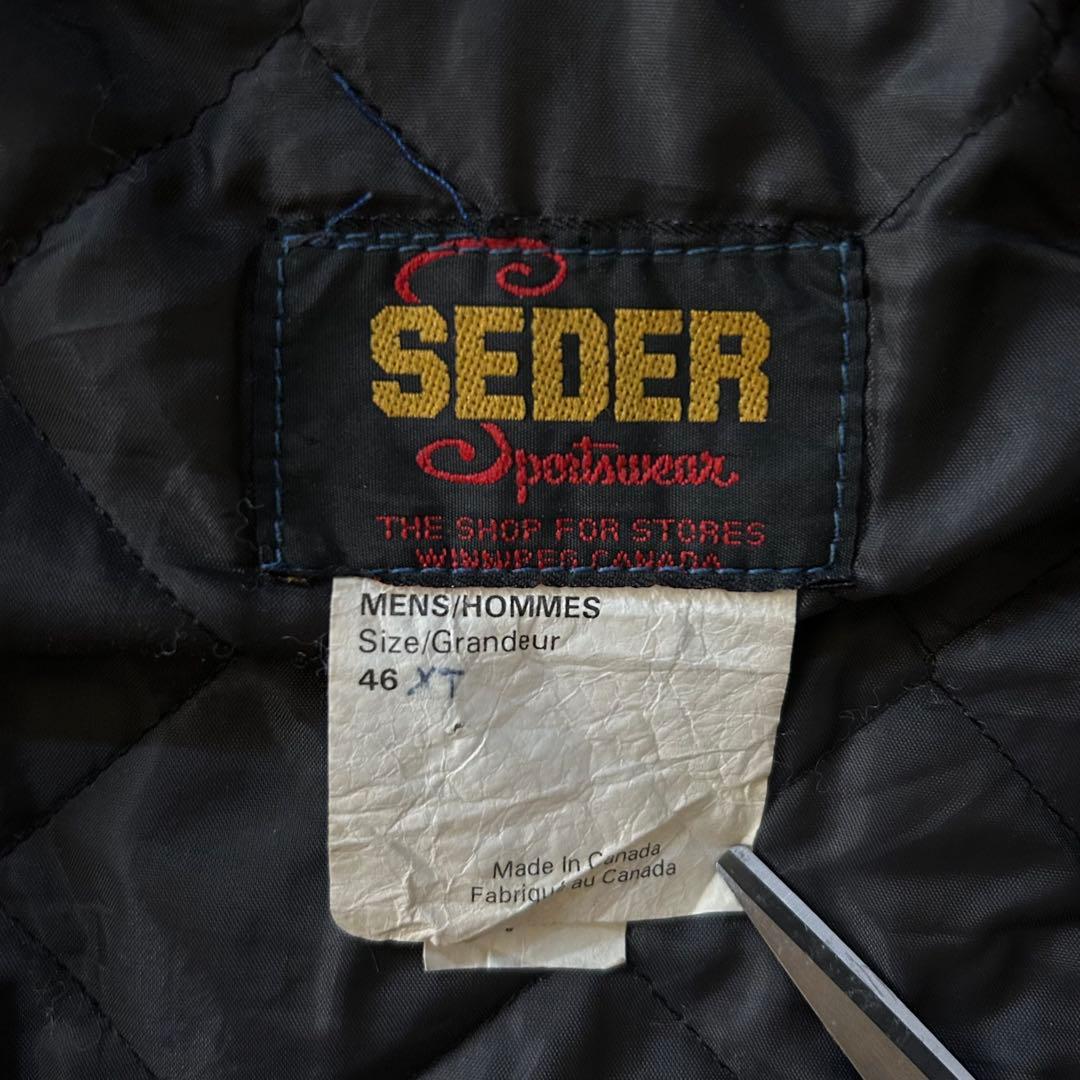 SEDER
Sportswear
THE SHOP FOR STORES
WINNIPEG CANADA
MENS/HOMMES
Size/Grandeur
46 XT
Made In Canada
Fabriqu au Canada